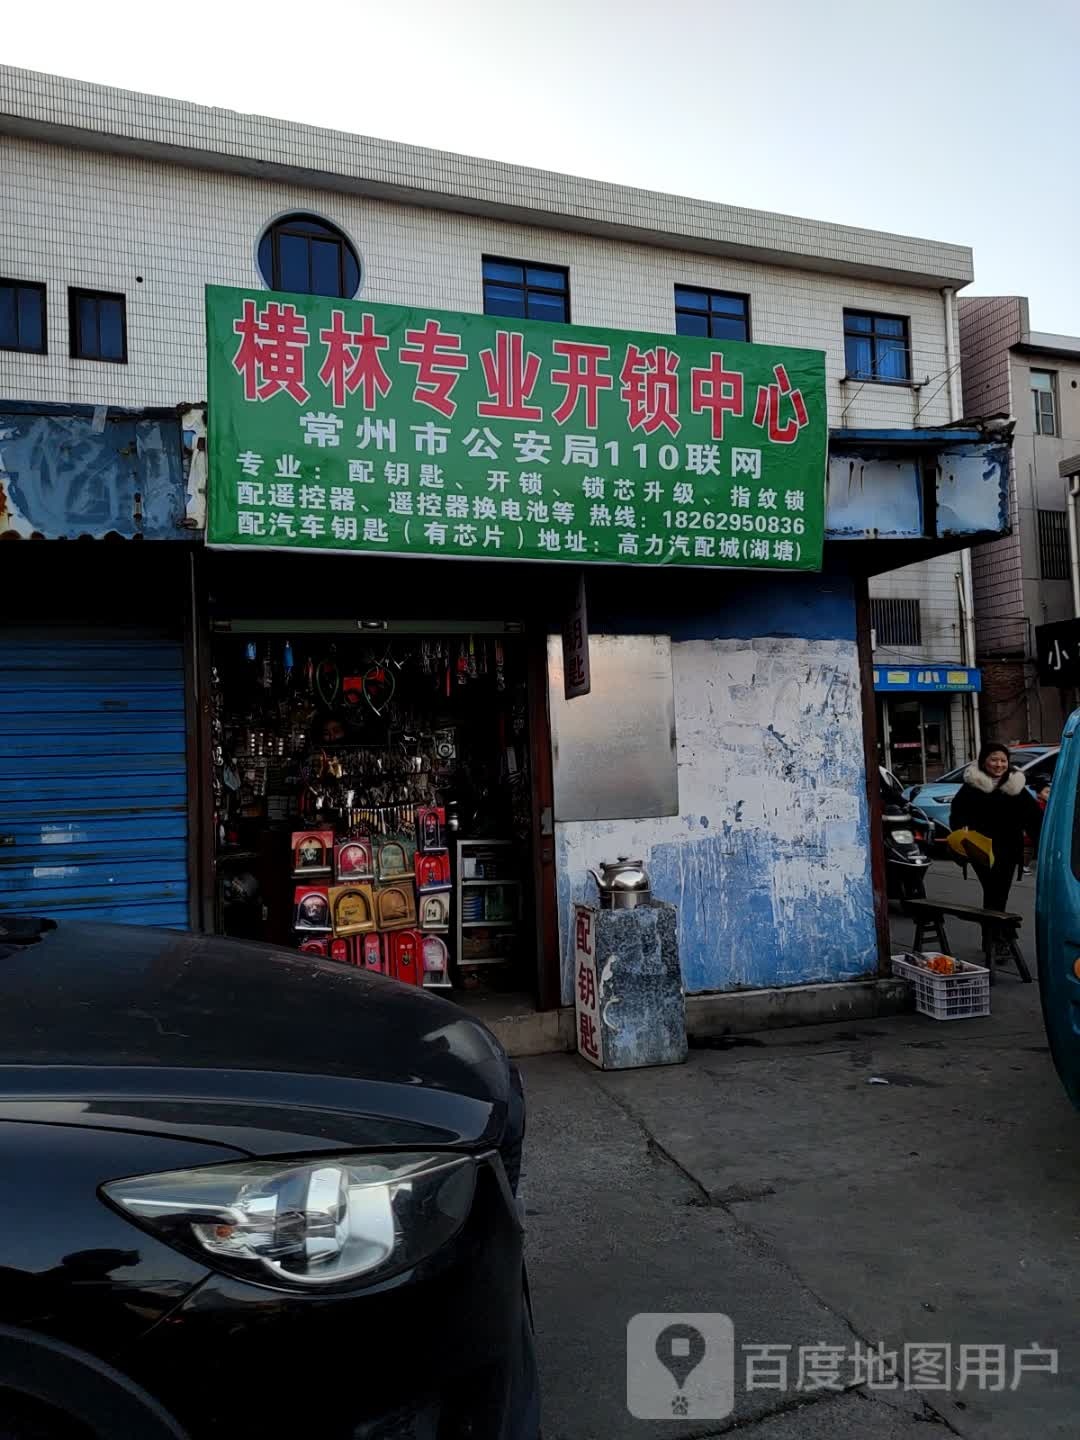 横林专业开锁中心
常州市公安局110联网
专业：配钥匙、开锁、锁芯升级、指纹锁
配遥控器、遥控器换电池等 热线：18262950836
配汽车钥匙（有芯片）地址：高力汽配城(湖塘)
钥匙
小
小
配钥匙
百度地图用户